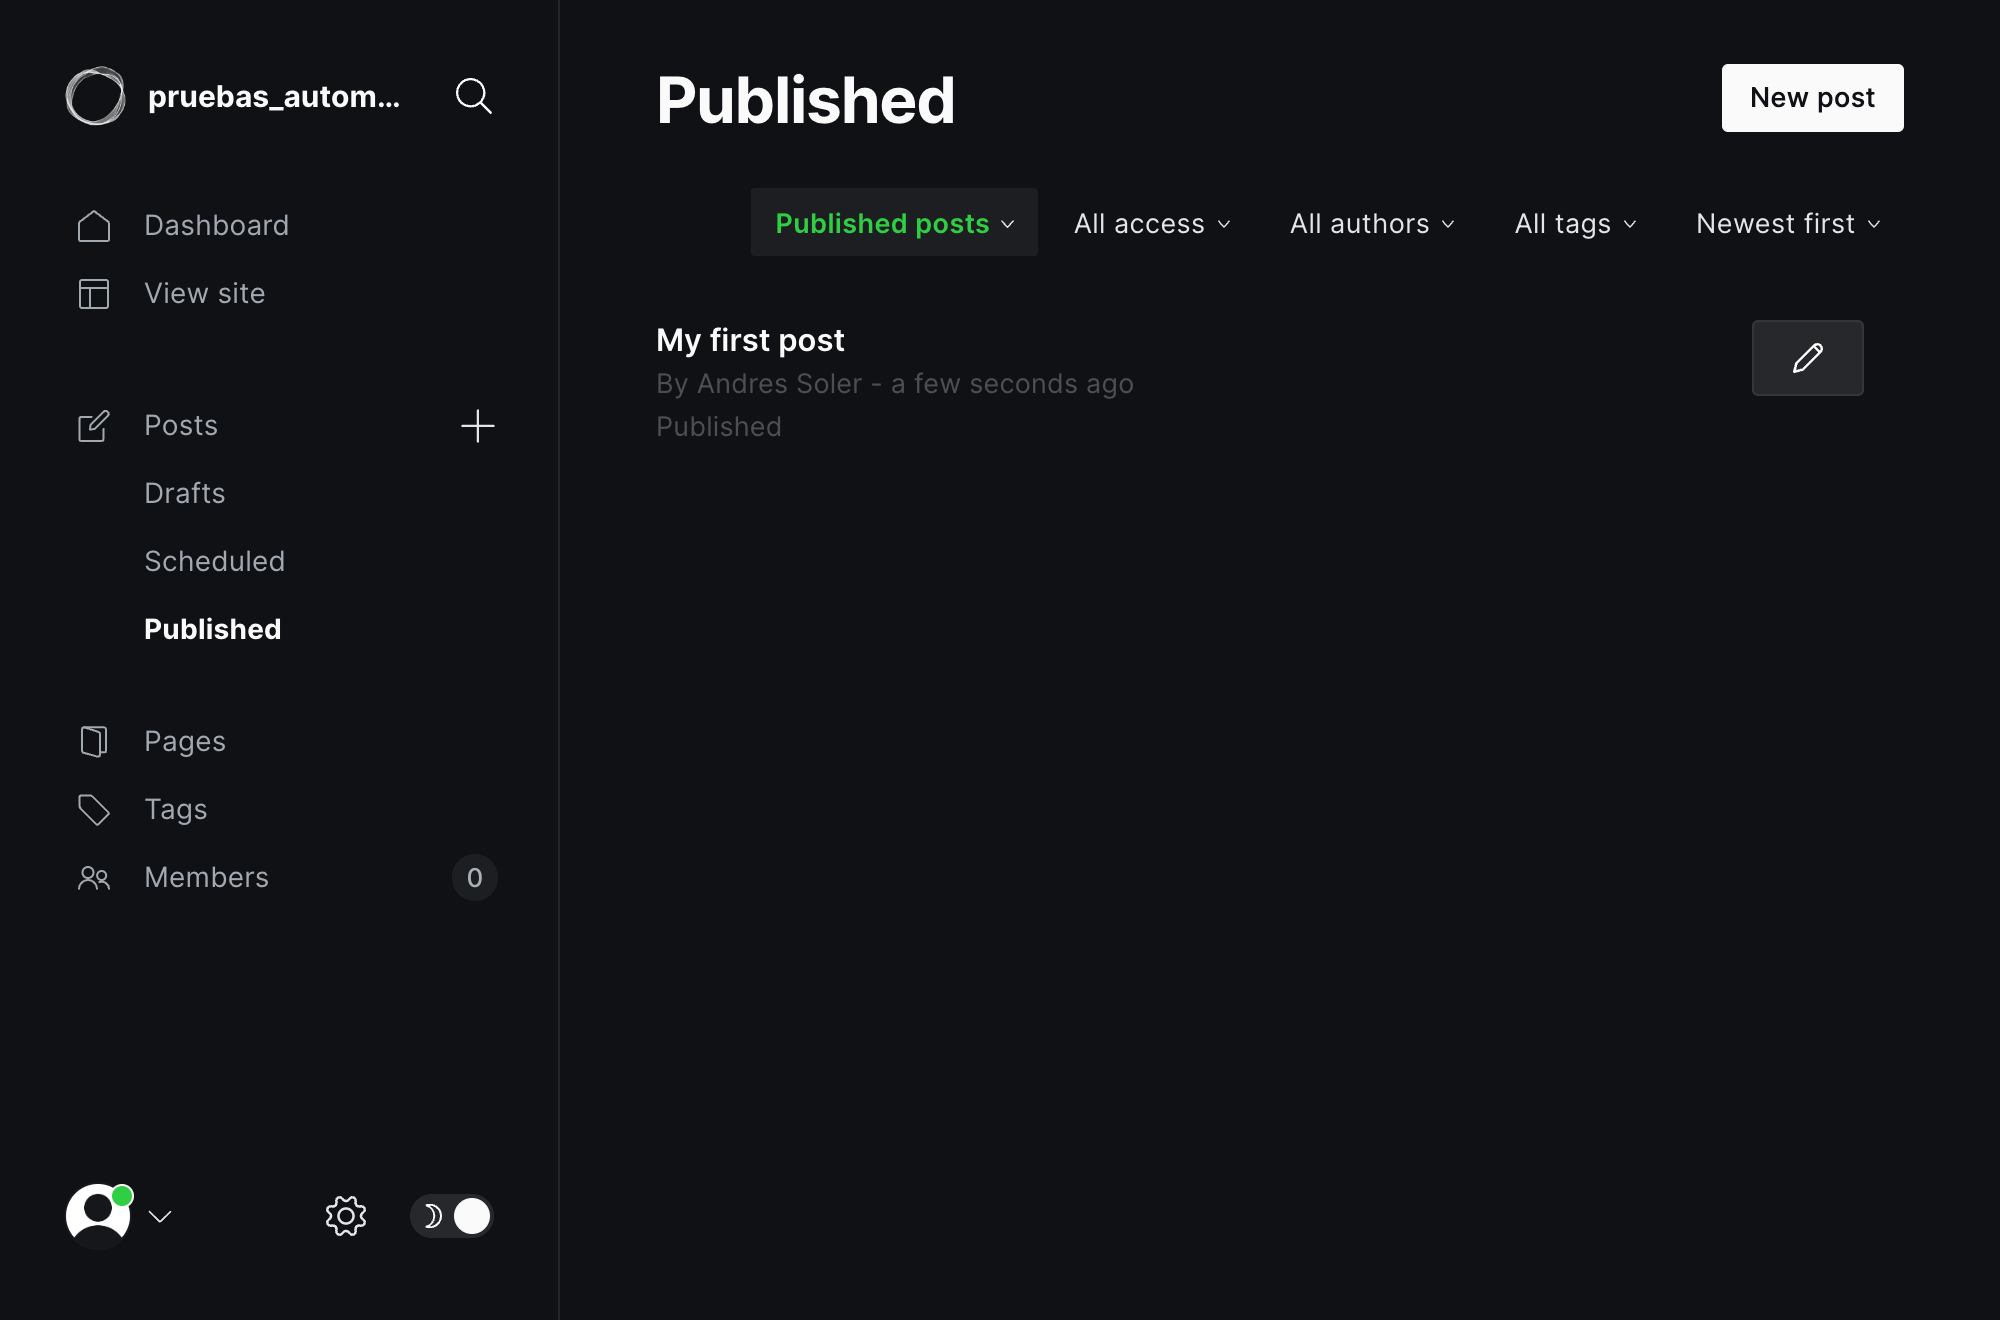 pruebas_autom...
Dashboard
View site
Posts
Drafts
Scheduled
Published
Pages
Tags
Members 0
Published
New post
Published posts All access All authors All tags Newest first
My first post
By Andres Soler - a few seconds ago
Published